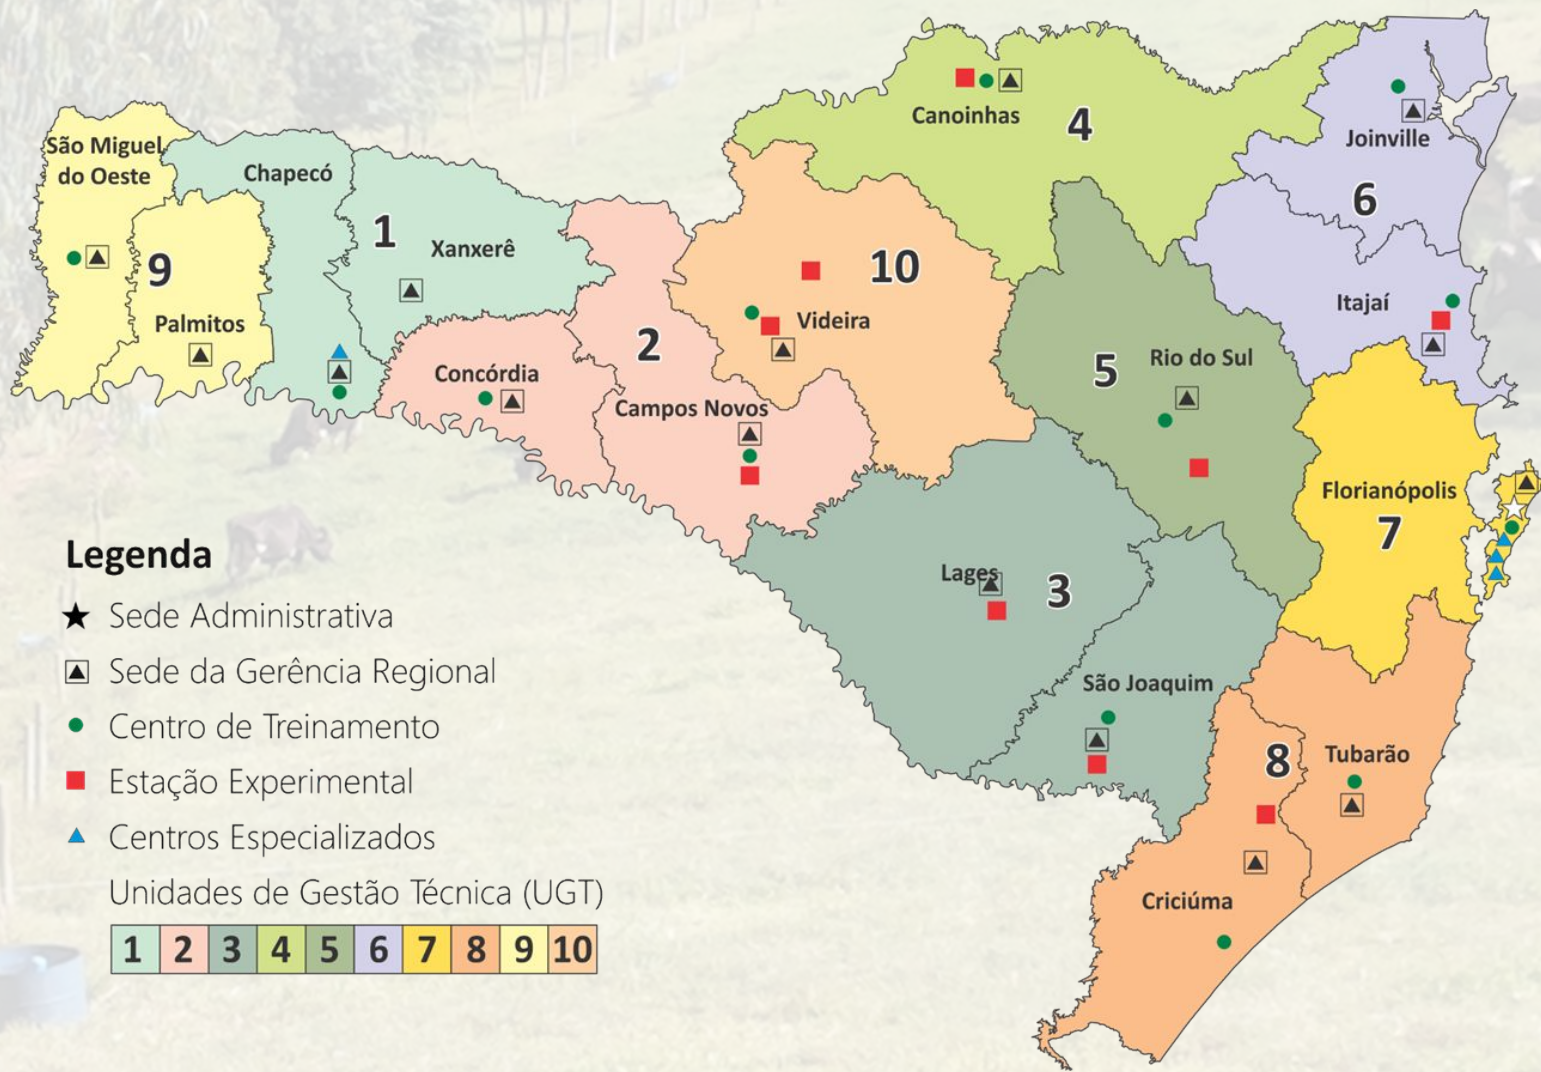 São Miguel
do Oeste
Chapecó
1
Xanxerê
9
Palmitos
Concórdia
2
Campos Novos
10
Videira
Canoinhas
4
Joinville
6
Itajaí
5
Rio do Sul
Florianópolis
7
Lages
3
São Joaquim
8
Tubarão
Criciúma
Legenda
Sede Administrativa
Sede da Gerência Regional
Centro de Treinamento
Estação Experimental
Centros Especializados
Unidades de Gestão Técnica (UGT)
1 2 3 4 5 6 7 8 9 10